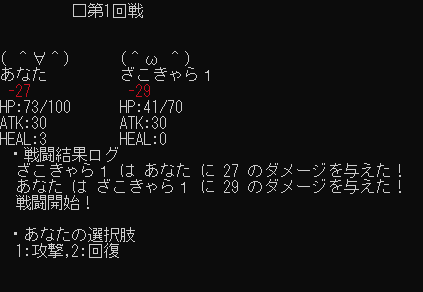 □第1回戦
( ^∀^) (^ω ^)
あなた ざこきゃら1
-27 -29
HP:73/100 HP:41/70
ATK:30 ATK:30
HEAL:3 HEAL:0
・戦闘結果ログ
ざこきゃら1 は あなた に 27 のダメージを与えた!
あなた は ざこきゃら1 に 29 のダメージを与えた!
戦闘開始!
・あなたの選択肢
1:攻撃,2:回復